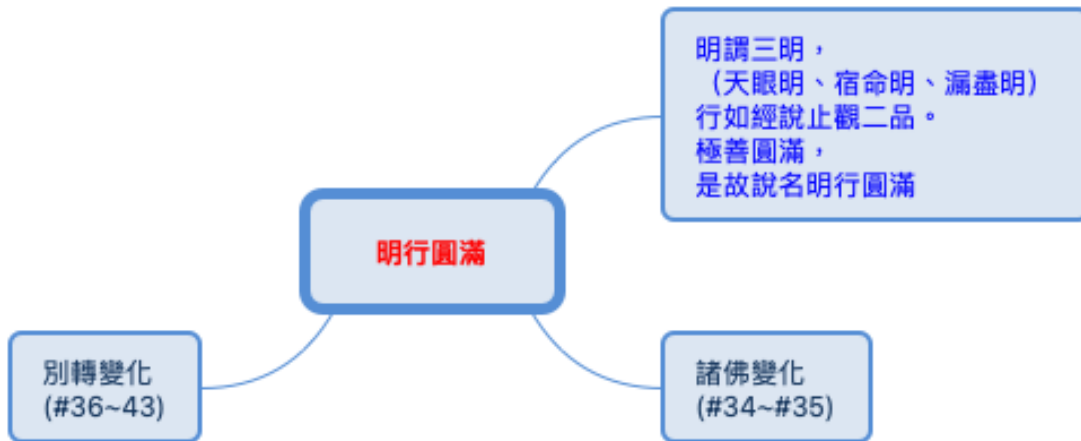 明謂三明，
（天眼明、宿命明、漏盡明）
行如經說止觀二品。
極善圓滿，
是故說名明行圓滿
明行圓滿
別轉變化
(#36~43)
諸佛變化
(#34~#35)